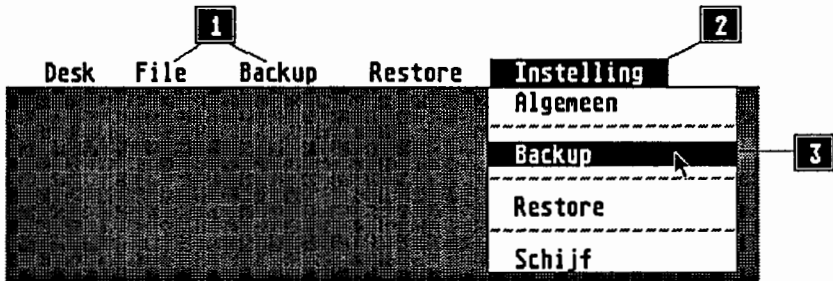 1 2
Desk File Backup Restore Instelling
Algemeen
Backup 3
Restore
Schijf